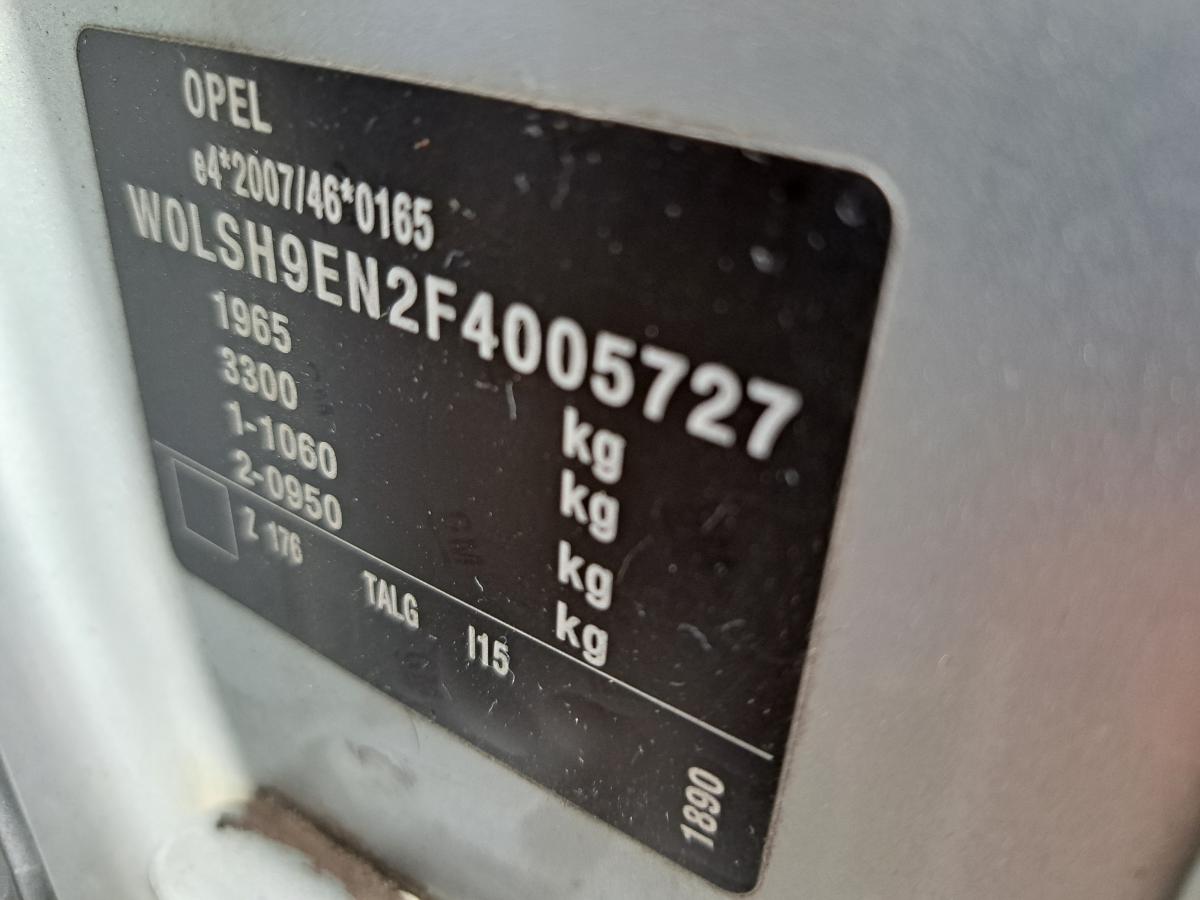 OPEL
e4*2007/46*0165
W0LSH9EN2F4005727
1965 kg
3300 kg
1-1060 kg
2-0950 kg
Z 176 TALG I15
1890